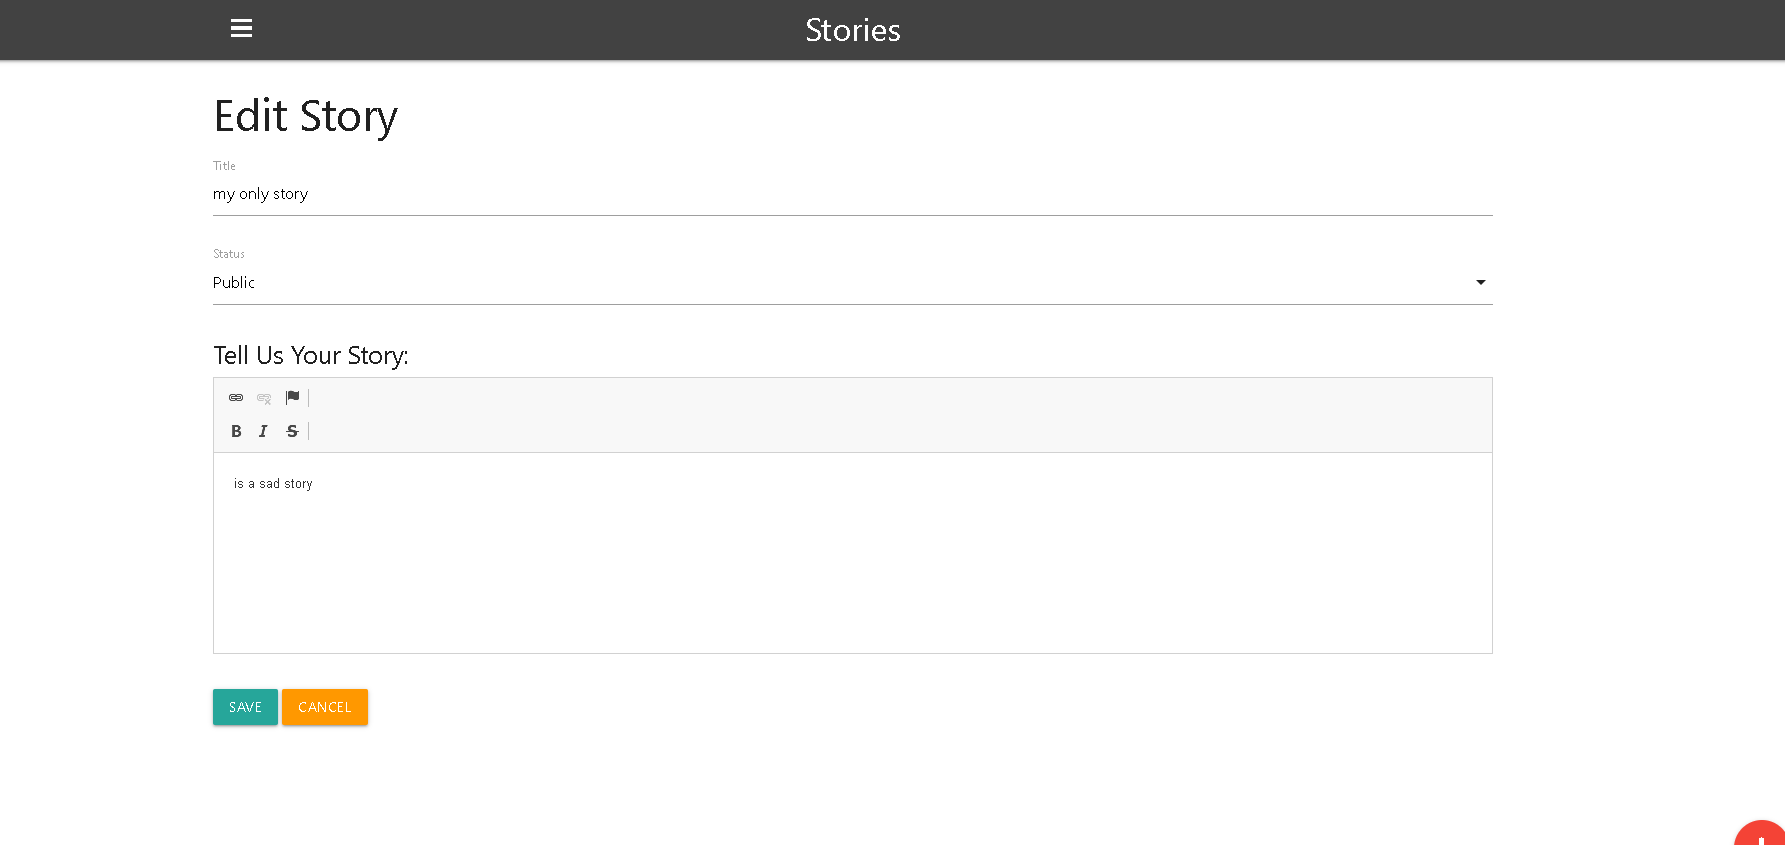 Stories
Edit Story
Title
my only story
Status
Public
Tell Us Your Story:
B I S
is a sad story
SAVE CANCEL